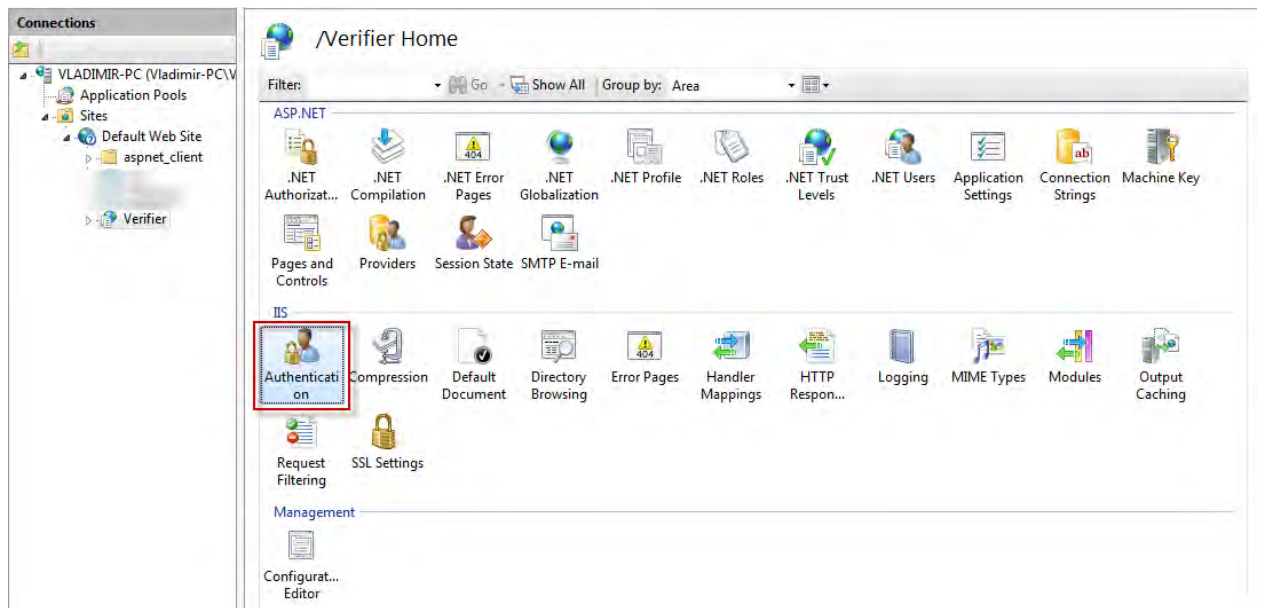 Connections
VLADIMIR-PC (Vladimir-PC\V
Application Pools
Sites
Default Web Site
aspnet_client
Verifier
/Verifier Home
Filter:
Go
Show All
Group by: Area
ASP.NET
.NET Authorizat...
.NET Compilation
404
.NET Error Pages
.NET Globalization
.NET Profile
.NET Roles
.NET Trust Levels
.NET Users
Application Settings
ab
Connection Strings
Machine Key
Pages and Controls
Providers
Session State
SMTP E-mail
IIS
Authenticati on
Compression
Default Document
Directory Browsing
404
Error Pages
Handler Mappings
HTTP Respon...
Logging
MIME Types
Modules
Output Caching
Request Filtering
SSL Settings
Management
Configurat... Editor